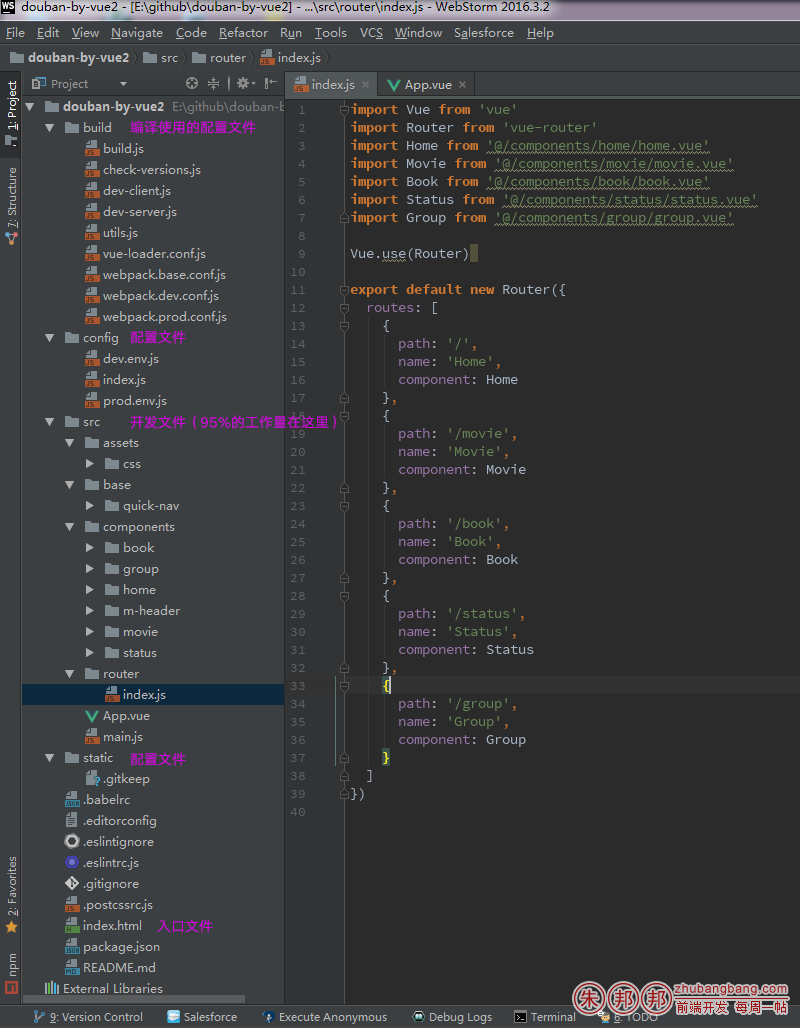 WS douban-by-vue2 - [E:\github\douban-by-vue2] - ...\src\router\index.js - WebStorm 2016.3.2
File Edit View Navigate Code Refactor Run Tools VCS Window Salesforce Help
douban-by-vue2 src router index.js
Project
index.js × App.vue ×
1: Project
7: Structure
2: Favorites
npm
douban-by-vue2 E:\github\douban-b
build 编译使用的配置文件
build.js
check-versions.js
dev-client.js
dev-server.js
utils.js
vue-loader.conf.js
webpack.base.conf.js
webpack.dev.conf.js
webpack.prod.conf.js
config 配置文件
dev.env.js
index.js
prod.env.js
src 开发文件（95%的工作量在这里）
assets
css
base
quick-nav
components
book
group
home
m-header
movie
status
router
index.js
App.vue
main.js
static 配置文件
.gitkeep
.babelrc
.editorconfig
.eslintignore
.eslintrc.js
.gitignore
.postcssrc.js
index.html 入口文件
package.json
README.md
External Libraries
1 import Vue from 'vue'
2 import Router from 'vue-router'
3 import Home from '@/components/home/home.vue'
4 import Movie from '@/components/movie/movie.vue'
5 import Book from '@/components/book/book.vue'
6 import Status from '@/components/status/status.vue'
7 import Group from '@/components/group/group.vue'
8
9 Vue.use(Router)
10
11 export default new Router({
12 routes: [
13 {
14 path: '/',
15 name: 'Home',
16 component: Home
17 },
18 {
19 path: '/movie',
20 name: 'Movie',
21 component: Movie
22 },
23 {
24 path: '/book',
25 name: 'Book',
26 component: Book
27 },
28 {
29 path: '/status',
30 name: 'Status',
31 component: Status
32 },
33 {
34 path: '/group',
35 name: 'Group',
36 component: Group
37 }
38 ]
39 })
40
朱邦邦 zhubangbang.com
前端开发 每周一帖
9: Version Control Salesforce Execute Anonymous Debug Logs Terminal 6: TODO